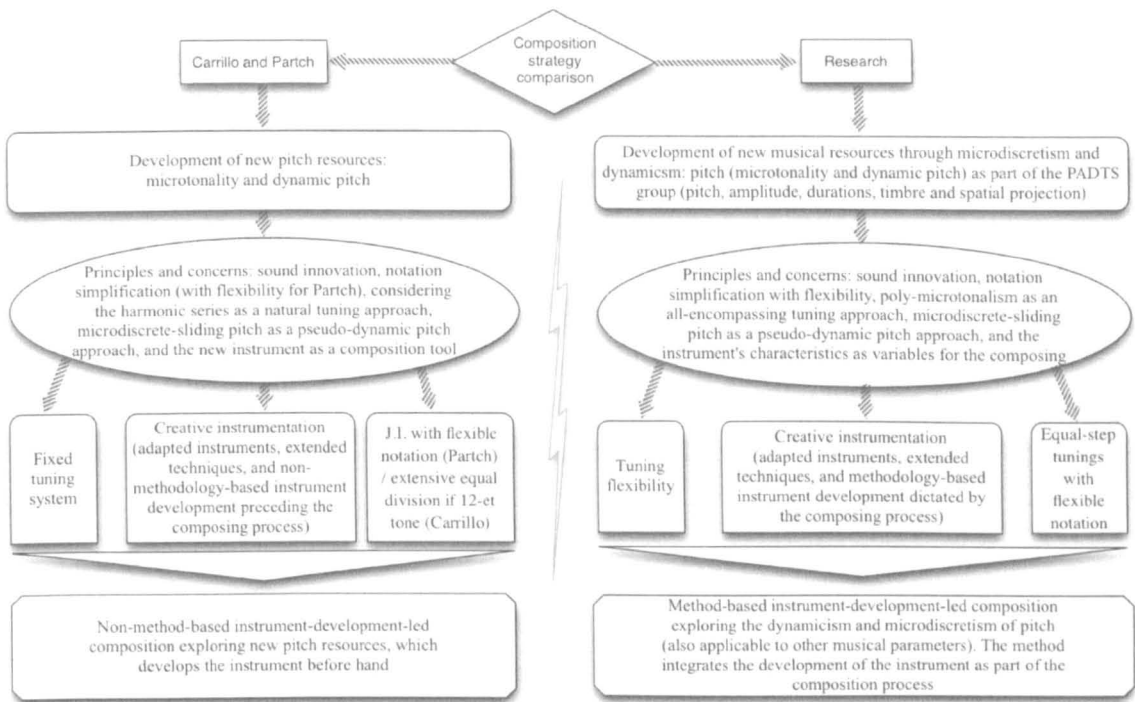 Composition
strategy
comparison
Carrillo and Partch
Research
Development of new pitch resources:
microtonality and dynamic pitch
Development of new musical resources through microdiscretism and
dynamicsm: pitch (microtonality and dynamic pitch) as part of the PADTS
group (pitch, amplitude, durations, timbre and spatial projection)
Principles and concerns: sound innovation, notation
simplification (with flexibility for Partch), considering
the harmonic series as a natural tuning approach,
microdiscrete-sliding pitch as a pseudo-dynamic pitch
approach, and the new instrument as a composition tool
Principles and concerns: sound innovation, notation
simplification with flexibility, poly-microtonalism as an
all-encompassing tuning approach, microdiscrete-sliding
pitch as a pseudo-dynamic pitch approach, and the
instrument's characteristics as variables for the composing
Fixed
tuning
system
Creative instrumentation
(adapted instruments, extended
techniques, and non-
methodology-based instrument
development preceding the
composing process)
J.I. with flexible
notation (Partch)
/ extensive equal
division if 12-et
tone (Carrillo)
Tuning
flexibility
Creative instrumentation
(adapted instruments, extended
techniques, and methodology-based
instrument development dictated by
the composing process)
Equal-step
tunings
with
flexible
notation
Non-method-based instrument-development-led
composition exploring new pitch resources, which
develops the instrument before hand
Method-based instrument-development-led composition
exploring the dynamicism and microdiscretism of pitch
(also applicable to other musical parameters). The method
integrates the development of the instrument as part of the
composition process